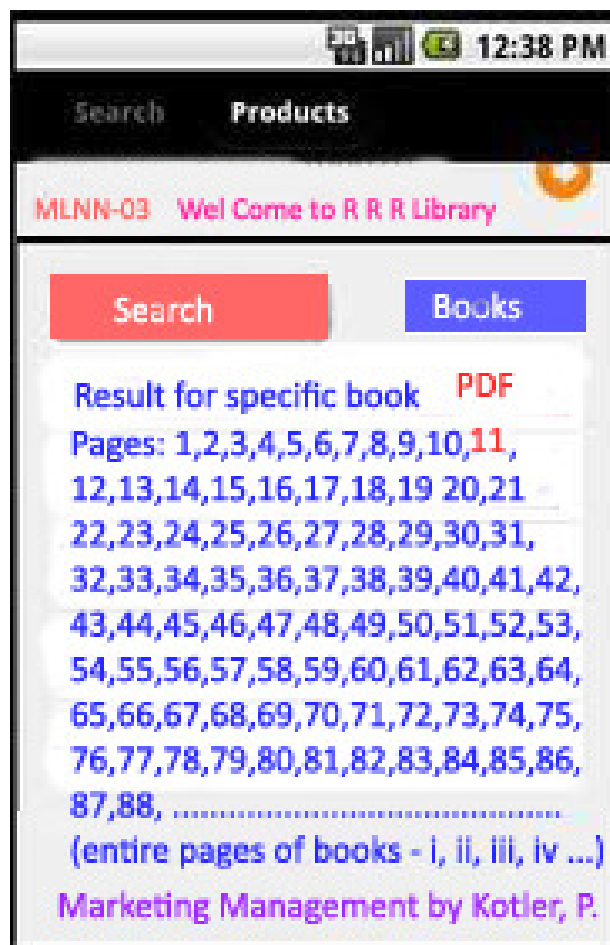 3G 12:38 PM
Search Products
MLNN-03 Wel Come to R R R Library
Search Books
Result for specific book PDF
Pages: 1,2,3,4,5,6,7,8,9,10,11,
12,13,14,15,16,17,18,19 20,21
22,23,24,25,26,27,28,29,30,31,
32,33,34,35,36,37,38,39,40,41,42,
43,44,45,46,47,48,49,50,51,52,53,
54,55,56,57,58,59,60,61,62,63,64,
65,66,67,68,69,70,71,72,73,74,75,
76,77,78,79,80,81,82,83,84,85,86,
87,88, ..........................................
(entire pages of books - i, ii, iii, iv ...)
Marketing Management by Kotler, P.